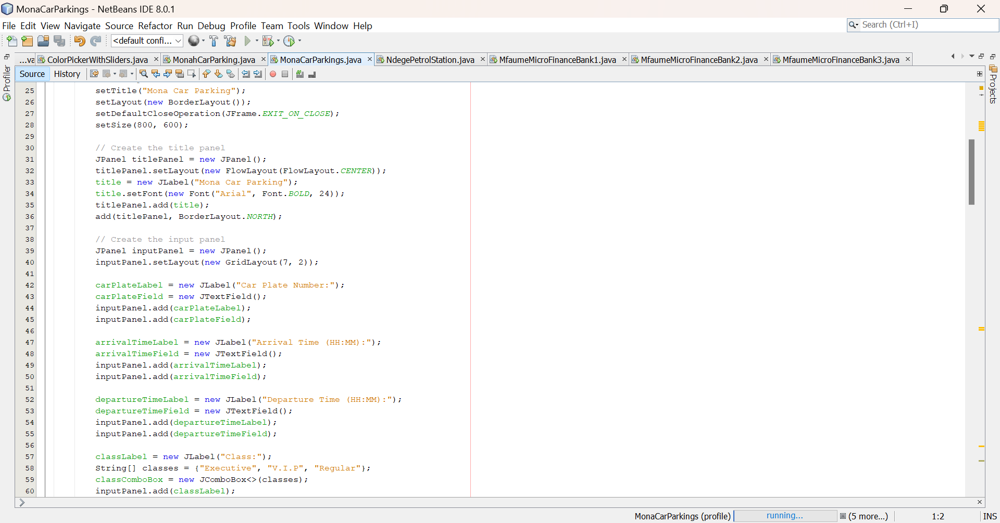 MonaCarParkings - NetBeans IDE 8.0.1
File Edit View Navigate Source Refactor Run Debug Profile Team Tools Window Help
Search (Ctrl+I)
<default confi...
...va ColorPickerWithSliders.java MonahCarParking.java MonaCarParkings.java NdegePetrolStation.java MfaumeMicroFinanceBank1.java MfaumeMicroFinanceBank2.java MfaumeMicroFinanceBank3.java
Profiler
Projects
Source History
25 setTitle("Mona Car Parking");
26 setLayout(new BorderLayout());
27 setDefaultCloseOperation(JFrame.EXIT_ON_CLOSE);
28 setSize(800, 600);
29
30 // Create the title panel
31 JPanel titlePanel = new JPanel();
32 titlePanel.setLayout(new FlowLayout(FlowLayout.CENTER));
33 title = new JLabel("Mona Car Parking");
34 title.setFont(new Font("Arial", Font.BOLD, 24));
35 titlePanel.add(title);
36 add(titlePanel, BorderLayout.NORTH);
37
38 // Create the input panel
39 JPanel inputPanel = new JPanel();
40 inputPanel.setLayout(new GridLayout(7, 2));
41
42 carPlateLabel = new JLabel("Car Plate Number:");
43 carPlateField = new JTextField();
44 inputPanel.add(carPlateLabel);
45 inputPanel.add(carPlateField);
46
47 arrivalTimeLabel = new JLabel("Arrival Time (HH:MM):");
48 arrivalTimeField = new JTextField();
49 inputPanel.add(arrivalTimeLabel);
50 inputPanel.add(arrivalTimeField);
51
52 departureTimeLabel = new JLabel("Departure Time (HH:MM):");
53 departureTimeField = new JTextField();
54 inputPanel.add(departureTimeLabel);
55 inputPanel.add(departureTimeField);
56
57 classLabel = new JLabel("Class:");
58 String[] classes = {"Executive", "V.I.P", "Regular"};
59 classComboBox = new JComboBox<>(classes);
60 inputPanel.add(classLabel);
MonaCarParkings (profile) running... (5 more...) 1:2 INS